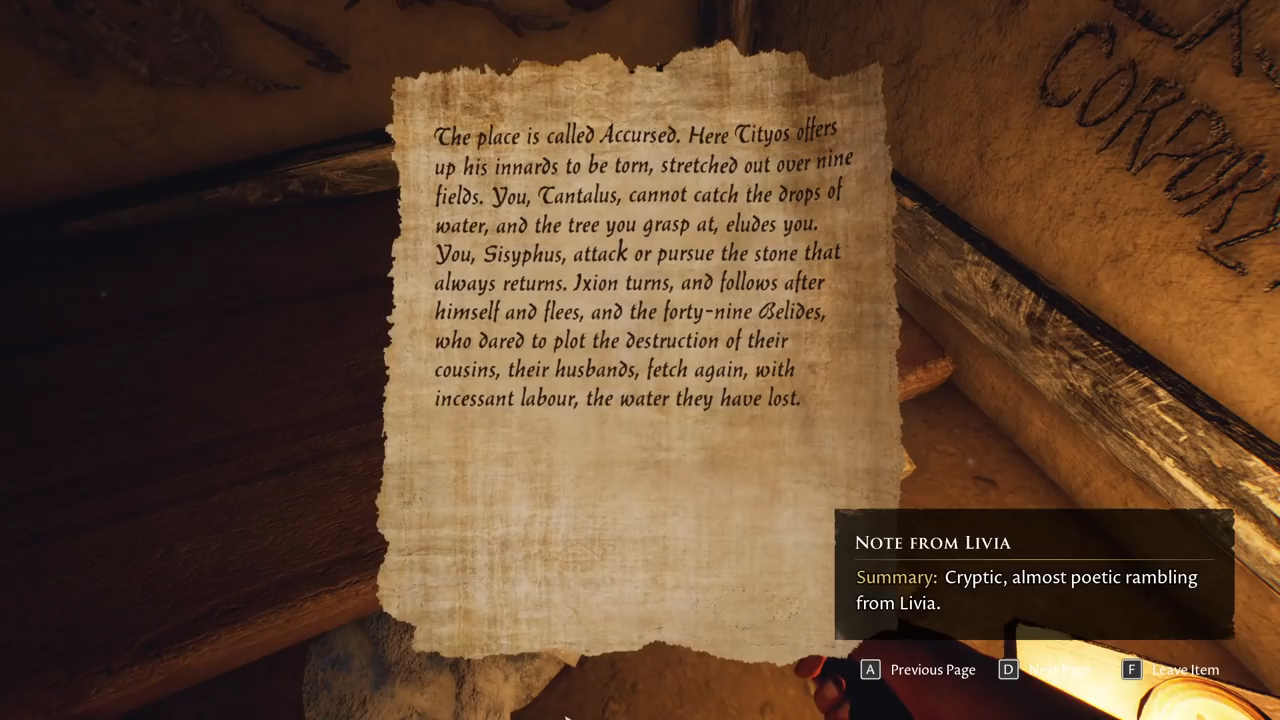 The place is called Accursed. Here Tityos offers
up his innards to be torn, stretched out over nine
fields. You, Tantalus, cannot catch the drops of
water, and the tree you grasp at, eludes you.
You, Sisyphus, attack or pursue the stone that
always returns. Ixion turns, and follows after
himself and flees, and the forty-nine Belides,
who dared to plot the destruction of their
cousins, their husbands, fetch again, with
incessant labour, the water they have lost.
NOTE FROM LIVIA
Summary: Cryptic, almost poetic rambling
from Livia.
A Previous Page D Next Page F Leave Item